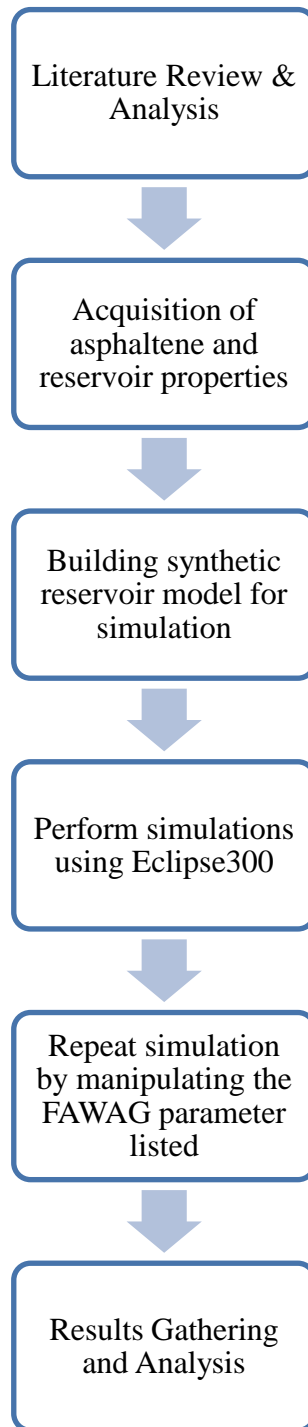 Literature Review &
Analysis
Acquisition of
asphaltene and
reservoir properties
Building synthetic
reservoir model for
simulation
Perform simulations
using Eclipse300
Repeat simulation
by manipulating the
FAWAG parameter
listed
Results Gathering
and Analysis